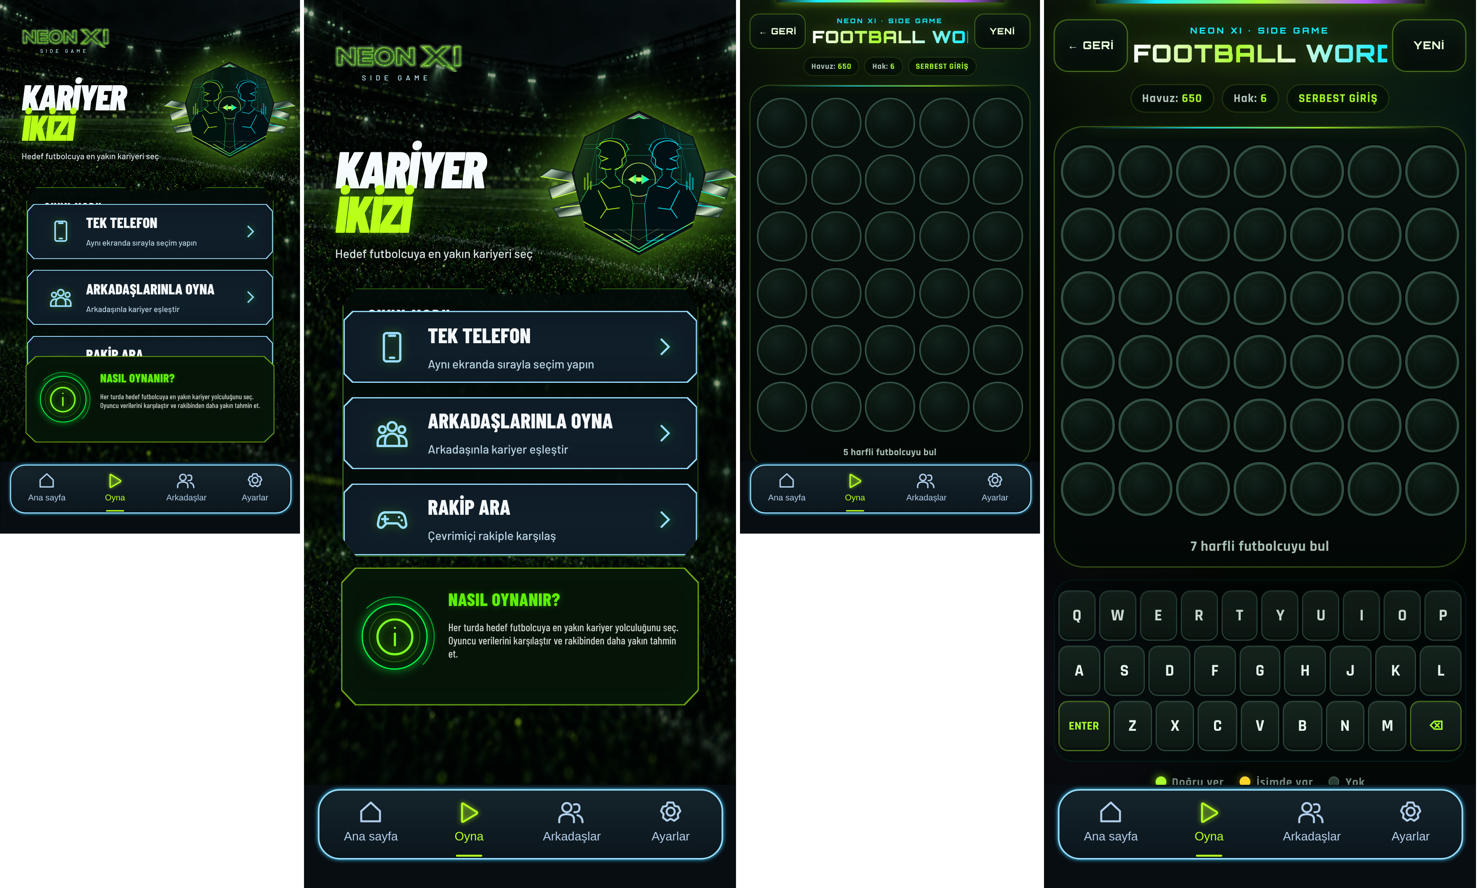 NEON XI
SIDE GAME
KARİYER
İKİZİ
Hedef futbolcuya en yakın kariyeri seç
TEK TELEFON
Aynı ekranda sırayla seçim yapın
ARKADAŞLARINLA OYNA
Arkadaşınla kariyer eşleştir
RAKİP ARA
NASIL OYNANIR?
Her turda hedef futbolcuya en yakın kariyer yolculuğunu seç.
Oyuncu verilerini karşılaştır ve rakibinden daha yakın tahmin et.
Ana sayfa
Oyna
Arkadaşlar
Ayarlar
NEON XI
SIDE GAME
KARİYER
İKİZİ
Hedef futbolcuya en yakın kariyeri seç
TEK TELEFON
Aynı ekranda sırayla seçim yapın
ARKADAŞLARINLA OYNA
Arkadaşınla kariyer eşleştir
RAKİP ARA
Çevrimiçi rakiple karşılaş
NASIL OYNANIR?
Her turda hedef futbolcuya en yakın kariyer yolculuğunu seç.
Oyuncu verilerini karşılaştır ve rakibinden daha yakın tahmin
et.
Ana sayfa
Oyna
Arkadaşlar
Ayarlar
← GERİ
NEON XI · SIDE GAME
FOOTBALL WO
YENİ
Havuz: 650
Hak: 6
SERBEST GİRİŞ
5 harfli futbolcuyu bul
Ana sayfa
Oyna
Arkadaşlar
Ayarlar
← GERİ
NEON XI · SIDE GAME
FOOTBALL WORD
YENİ
Havuz: 650
Hak: 6
SERBEST GİRİŞ
7 harfli futbolcuyu bul
Q W E R T Y U I O P
A S D F G H J K L
ENTER Z X C V B N M ⌫
Doğru yer
İsimde var
Yok
Ana sayfa
Oyna
Arkadaşlar
Ayarlar